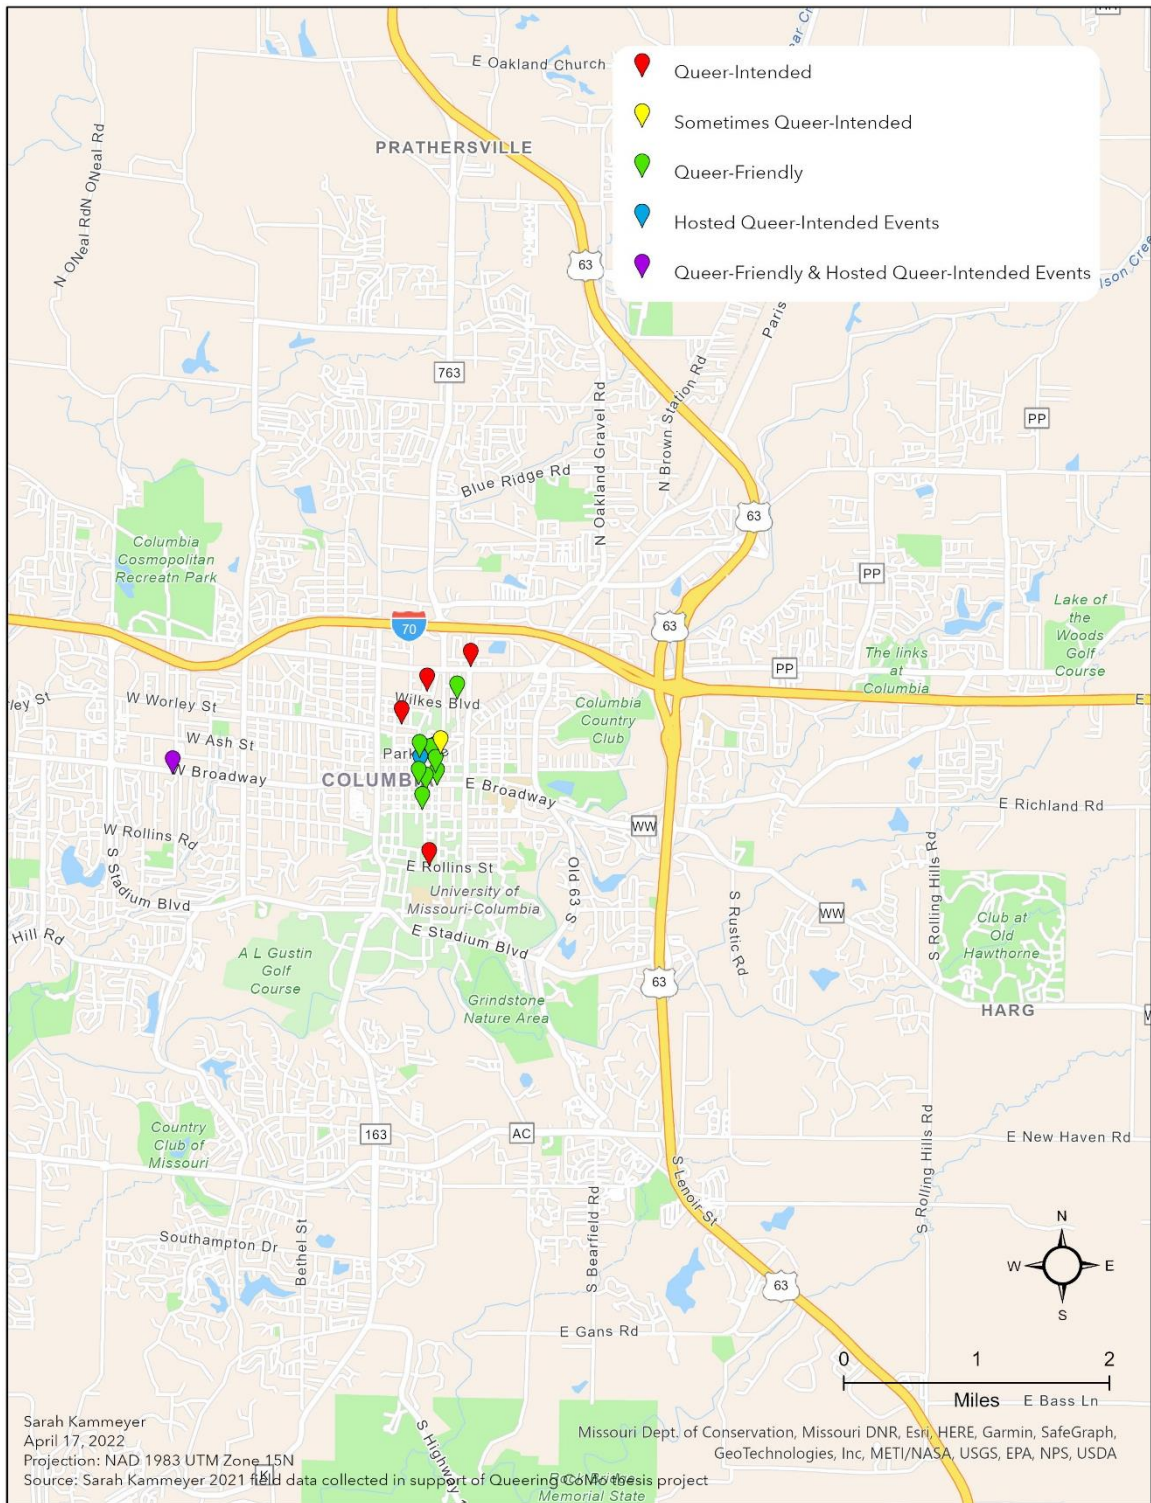 E Oakland Church
Queer-Intended
Sometimes Queer-Intended
Queer-Friendly
Hosted Queer-Intended Events
Queer-Friendly & Hosted Queer-Intended Events
PRATHERSVILLE
N ONeal Rd
N ONeal Rd
63
Paris
763
N Brown Station Rd
N Oakland Gravel Rd
PP
Blue Ridge Rd
63
Columbia
Cosmopolitan
Recreatn Park
PP
Lake of
the
Woods
Golf
Course
70
63
The links
at
Columbia
PP
W Worley St
Wilkes Blvd
Columbia
Country
Club
W Ash St
W Broadway
COLUMB
E Broadway
E Richland Rd
WW
W Rollins Rd
S Stadium Blvd
E Rollins St
University of
Missouri-Columbia
Old 63 S
S Rustic Rd
S Rolling Hills Rd
WW
Club at
Old
Hawthorne
Hill Rd
E Stadium Blvd
A L Gustin
Golf
Course
63
Grindstone
Nature Area
HARG
Country
Club of
Missouri
163
AC
E New Haven Rd
S Lenoir St
S Rolling Hills Rd
Southampton Dr
Bethel St
S Bearfield Rd
63
N
W E
S
E Gans Rd
0 1 2
Miles
E Bass Ln
S Highway
Sarah Kammeyer
April 17, 2022
Projection: NAD 1983 UTM Zone 15N
Source: Sarah Kammeyer 2021 field data collected in support of Queering CoMo thesis project
K
Memorial State
Missouri Dept. of Conservation, Missouri DNR, Esri, HERE, Garmin, SafeGraph,
GeoTechnologies, Inc, METI/NASA, USGS, EPA, NPS, USDA